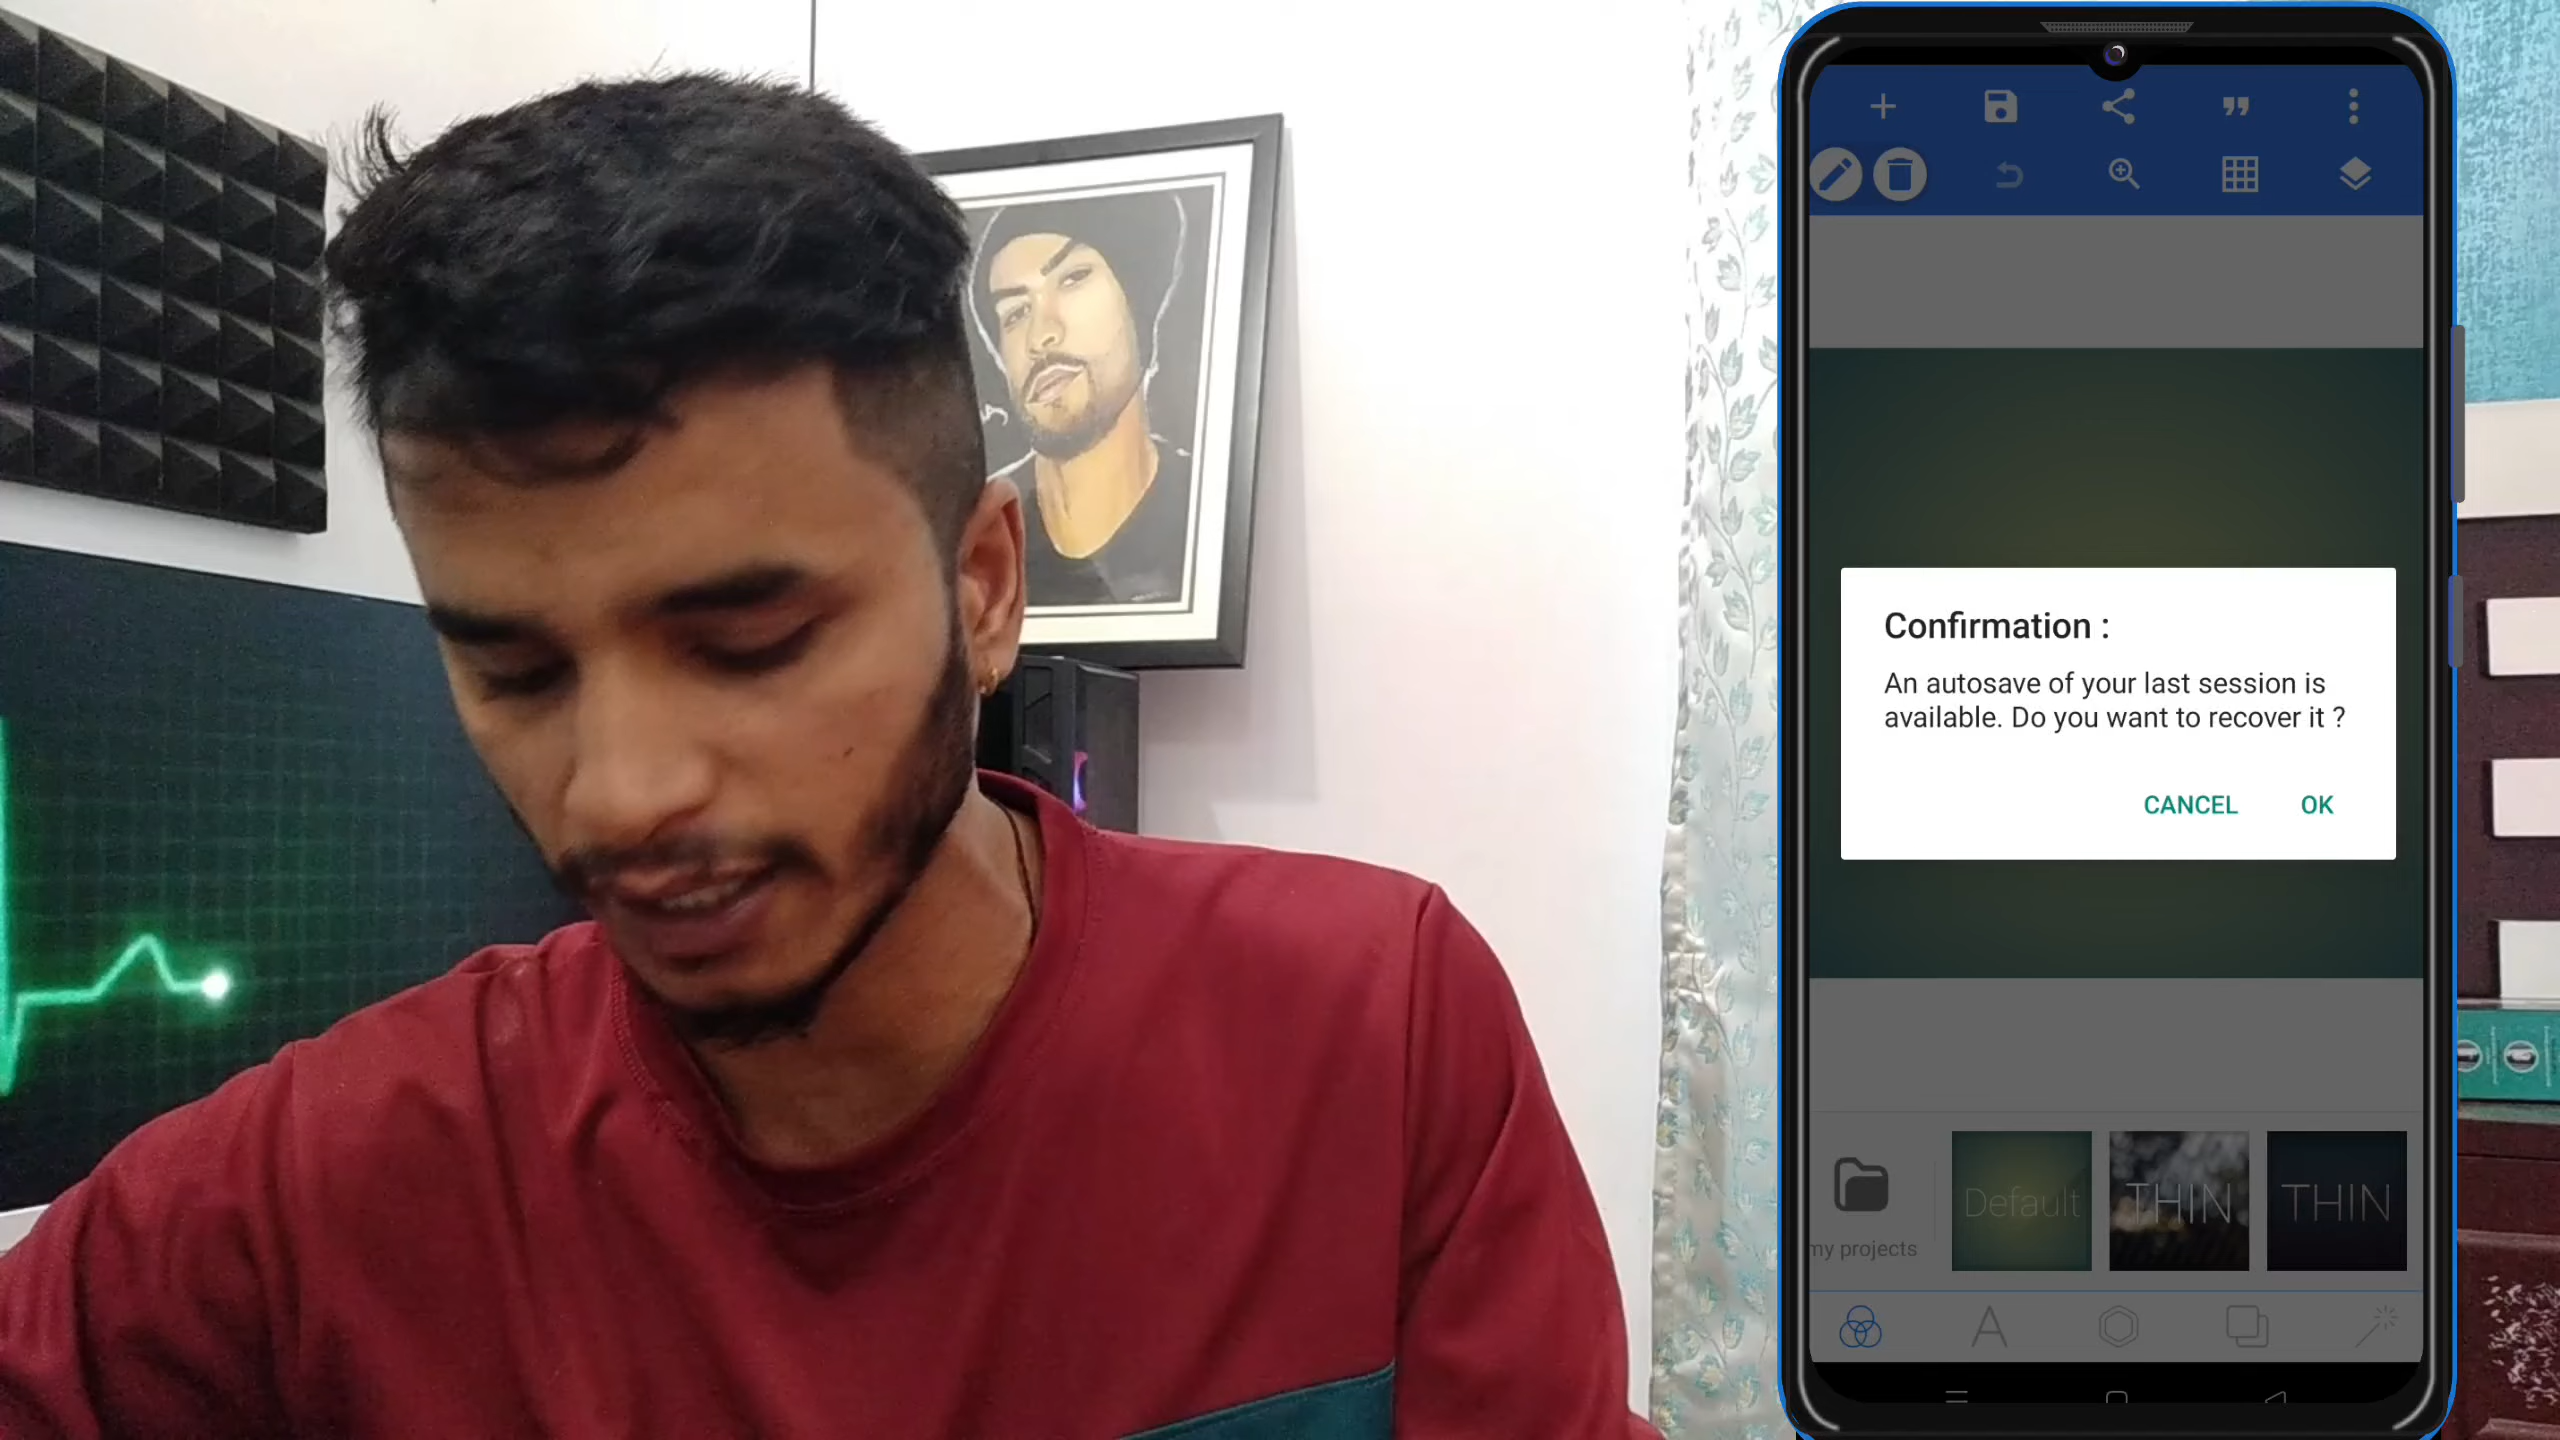 Confirmation :
An autosave of your last session is
available. Do you want to recover it ?
CANCEL
OK
my projects
Default
THIN
THIN